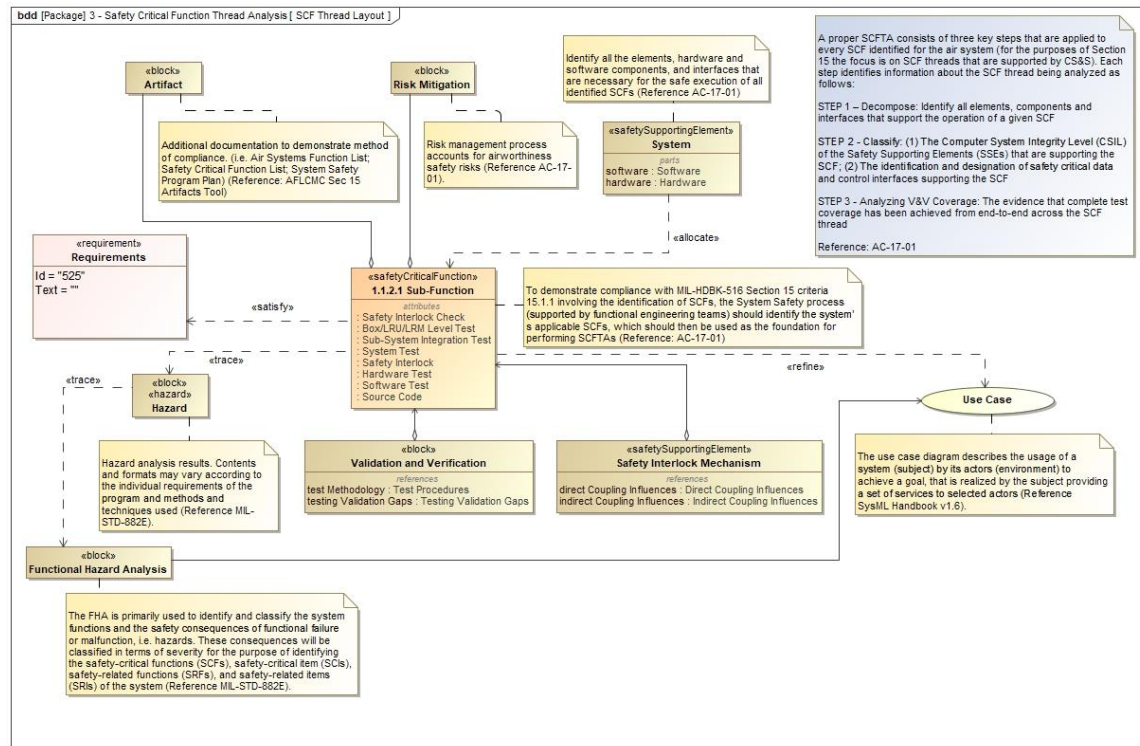 bdd [Package] 3 - Safety Critical Function Thread Analysis [ SCF Thread Layout ]
«block»
Artifact
Additional documentation to demonstrate method
of compliance. (i.e. Air Systems Function List;
Safety Critical Function List; System Safety
Program Plan) (Reference: AFLCMC Sec 15
Artifacts Tool)
«block»
Risk Mitigation
Risk management process
accounts for airworthiness
safety risks (Reference AC-17-
01).
Identify all the elements, hardware and
software components, and interfaces that
are necessary for the safe execution of all
identified SCFs (Reference AC-17-01)
«safetySupportingElement»
System
parts
software : Software
hardware : Hardware
«allocate»
A proper SCFTA consists of three key steps that are applied to
every SCF identified for the air system (for the purposes of Section
15 the focus is on SCF threads that are supported by CS&S). Each
step identifies information about the SCF thread being analyzed as
follows:
STEP 1 – Decompose: Identify all elements, components and
interfaces that support the operation of a given SCF
STEP 2 - Classify: (1) The Computer System Integrity Level (CSIL)
of the Safety Supporting Elements (SSEs) that are supporting the
SCF; (2) The identification and designation of safety critical data
and control interfaces supporting the SCF
STEP 3 - Analyzing V&V Coverage: The evidence that complete test
coverage has been achieved from end-to-end across the SCF
thread
Reference: AC-17-01
«requirement»
Requirements
Id = "525"
Text = ""
«satisfy»
«safetyCriticalFunction»
1.1.2.1 Sub-Function
attributes
: Safety Interlock Check
: Box/LRU/LRM Level Test
: Sub-System Integration Test
: System Test
: Safety Interlock
: Hardware Test
: Software Test
: Source Code
To demonstrate compliance with MIL-HDBK-516 Section 15 criteria
15.1.1 involving the identification of SCFs, the System Safety process
(supported by functional engineering teams) should identify the system's
applicable SCFs, which should then be used as the foundation for
performing SCFTAs (Reference: AC-17-01)
«trace»
«refine»
«trace»
«block»
«hazard»
Hazard
Hazard analysis results. Contents
and formats may vary according to
the individual requirements of the
program and methods and
techniques used (Reference MIL-
STD-882E).
«block»
Validation and Verification
references
test Methodology : Test Procedures
testing Validation Gaps : Testing Validation Gaps
«safetySupportingElement»
Safety Interlock Mechanism
references
direct Coupling Influences : Direct Coupling Influences
indirect Coupling Influences : Indirect Coupling Influences
Use Case
The use case diagram describes the usage of a
system (subject) by its actors (environment) to
achieve a goal, that is realized by the subject providing
a set of services to selected actors (Reference
SysML Handbook v1.6).
«block»
Functional Hazard Analysis
The FHA is primarily used to identify and classify the system
functions and the safety consequences of functional failure
or malfunction, i.e. hazards. These consequences will be
classified in terms of severity for the purpose of identifying
the safety-critical functions (SCFs), safety-critical item (SCIs),
safety-related functions (SRFs), and safety-related items
(SRIs) of the system (Reference MIL-STD-882E).